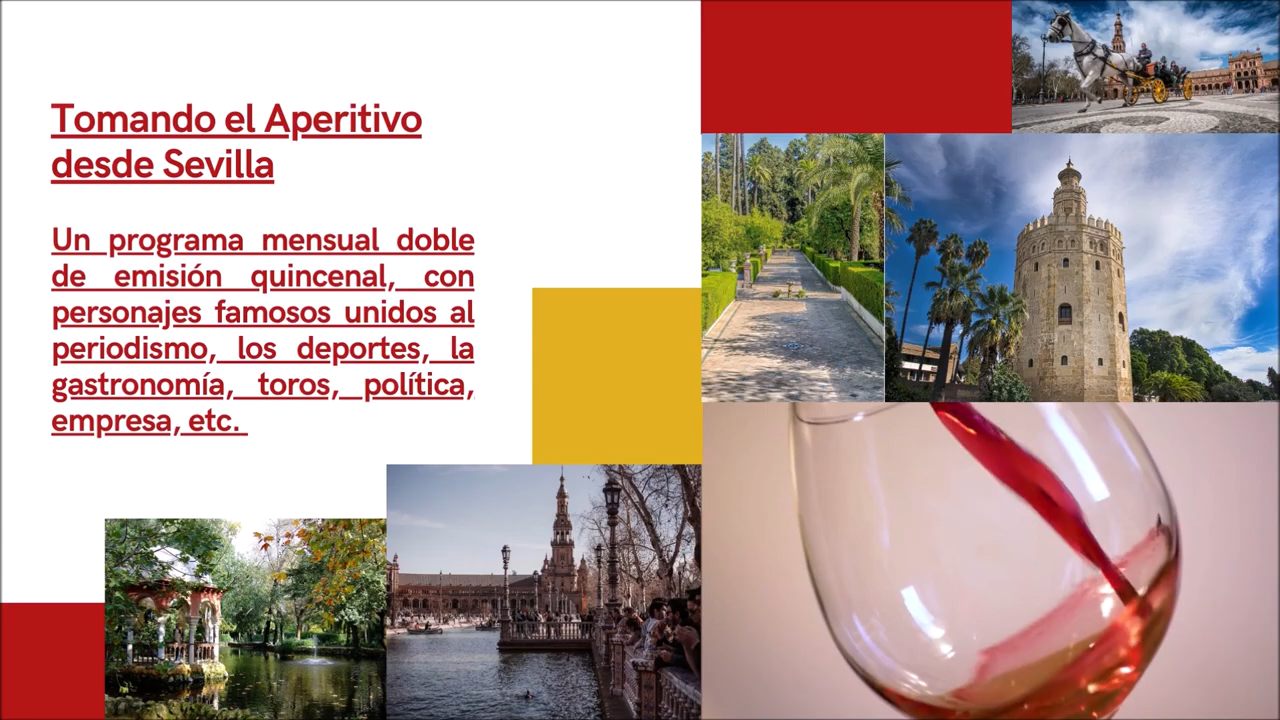 Tomando el Aperitivo
desde Sevilla
Un programa mensual doble
de emisión quincenal, con
personajes famosos unidos al
periodismo, los deportes, la
gastronomía, toros, política,
empresa, etc.